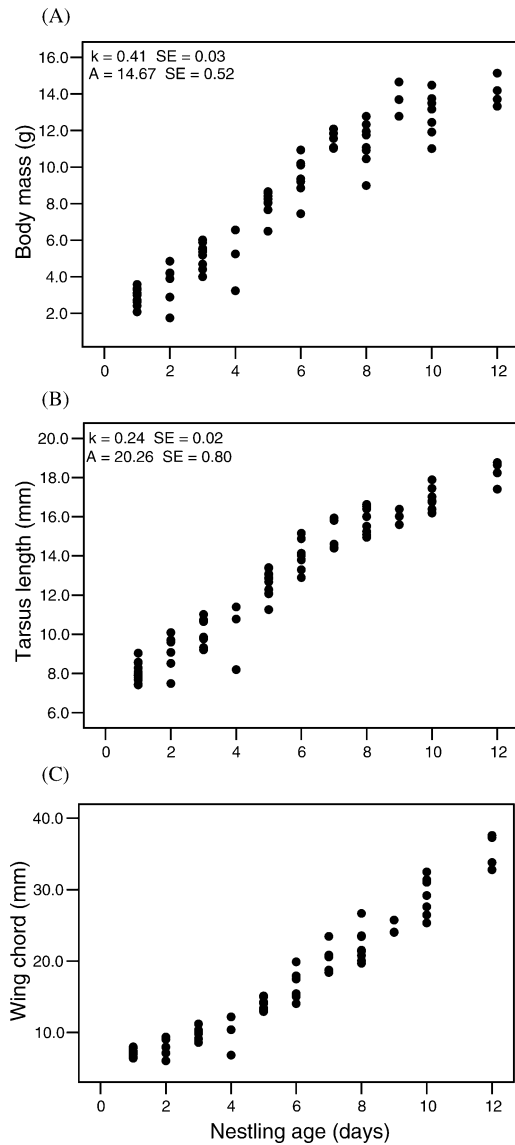 (A)
k = 0.41 SE = 0.03
A = 14.67 SE = 0.52
16.0
14.0
12.0
10.0
8.0
6.0
4.0
2.0
Body mass (g)
0 2 4 6 8 10 12
(B)
k = 0.24 SE = 0.02
A = 20.26 SE = 0.80
20.0
18.0
16.0
14.0
12.0
10.0
8.0
6.0
Tarsus length (mm)
0 2 4 6 8 10 12
(C)
40.0
30.0
20.0
10.0
Wing chord (mm)
0 2 4 6 8 10 12
Nestling age (days)